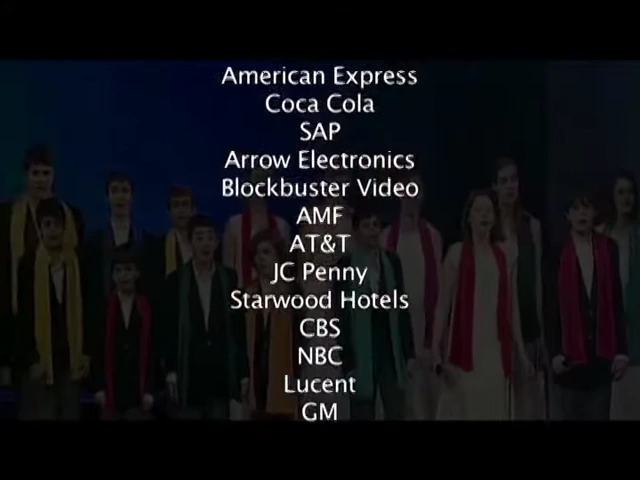 American Express
Coca Cola
SAP
Arrow Electronics
Blockbuster Video
AMF
AT&T
JC Penny
Starwood Hotels
CBS
NBC
Lucent
GM